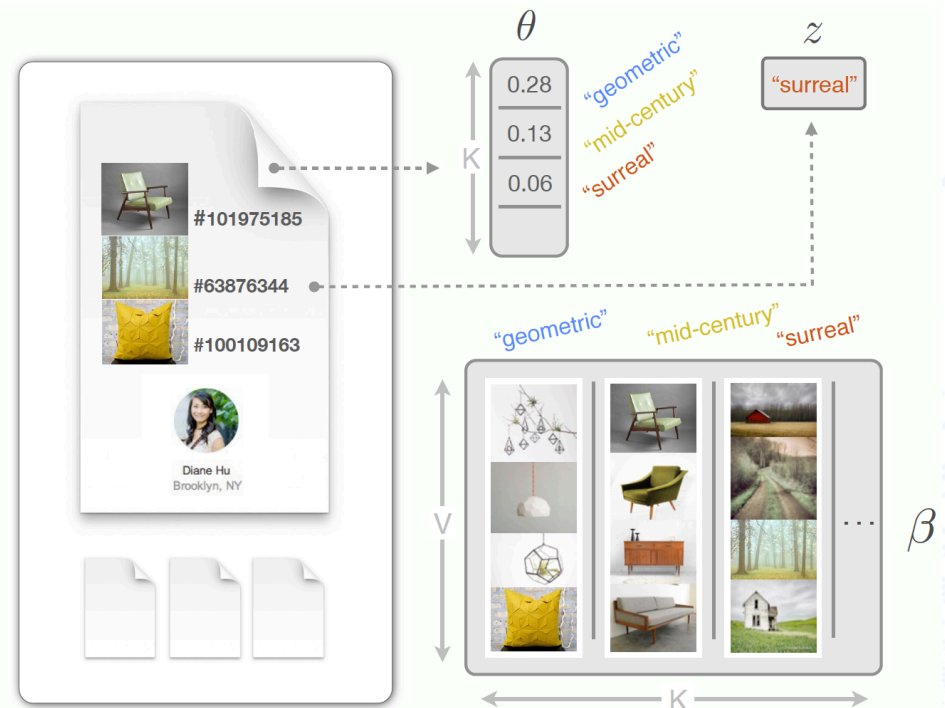 θ
z
0.28
0.13
0.06
K
“geometric”
“mid-century”
“surreal”
“surreal”
#101975185
#63876344
#100109163
Diane Hu
Brooklyn, NY
“geometric”
“mid-century”
“surreal”
V
...
β
K